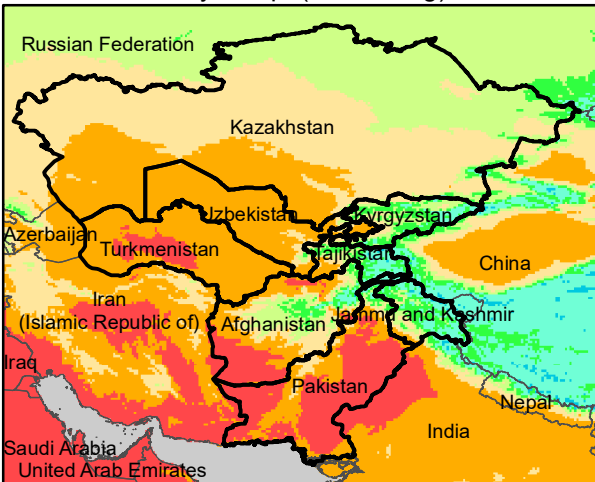 Russian Federation
Kazakhstan
Uzbekistan
Kyrgyzstan
Azerbaijan
Turkmenistan
Tajikistan
China
Iran
(Islamic Republic of)
Afghanistan
Jammu and Kashmir
Iraq
Pakistan
Nepal
India
Saudi Arabia
United Arab Emirates